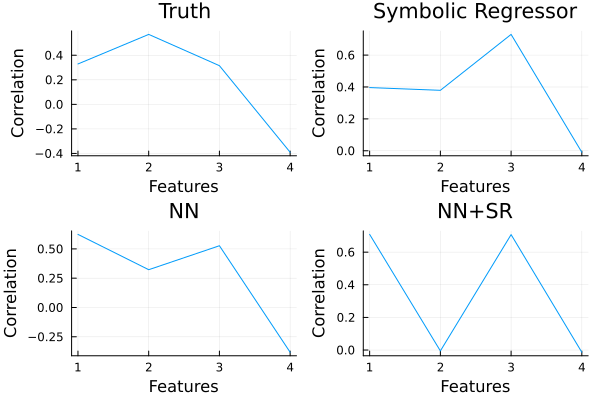 Truth
Correlation
0.4
0.2
0.0
−0.2
−0.4
1 2 3 4
Features
Symbolic Regressor
Correlation
0.6
0.4
0.2
0.0
1 2 3 4
Features
NN
Correlation
0.50
0.25
0.00
−0.25
1 2 3 4
Features
NN+SR
Correlation
0.6
0.4
0.2
0.0
1 2 3 4
Features